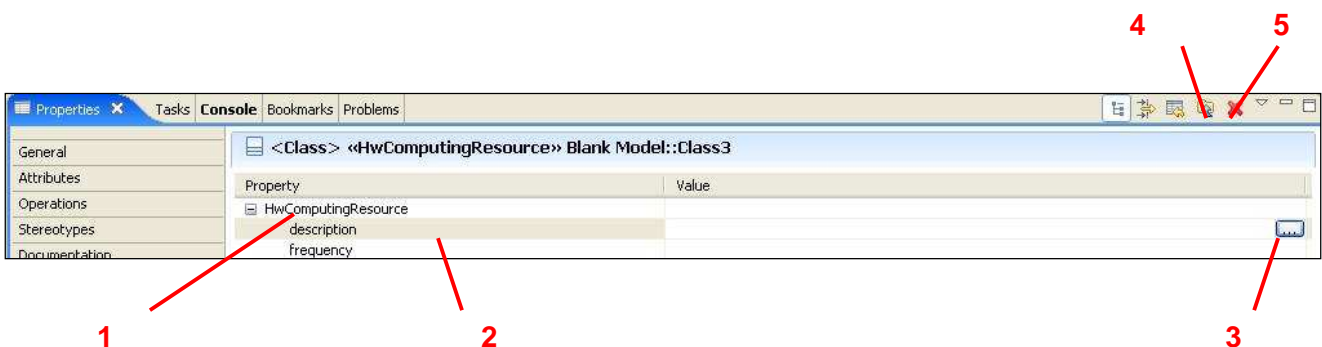 4 5
Properties Tasks Console Bookmarks Problems
General
<Class> «HwComputingResource» Blank Model::Class3
Attributes
Property Value
Operations
HwComputingResource
Stereotypes
description ...
Documentation
frequency
1 2 3